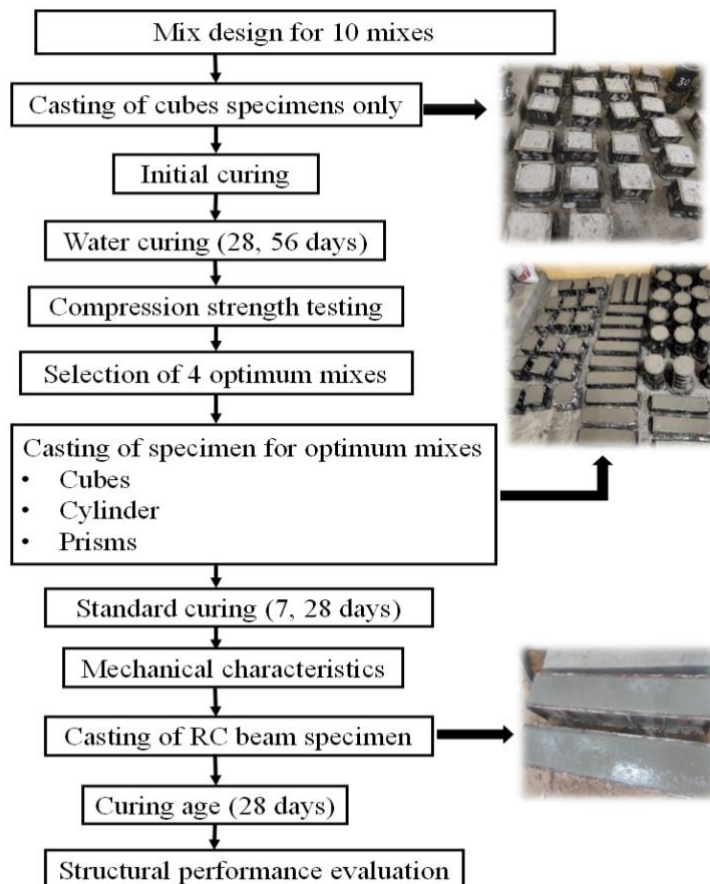 Mix design for 10 mixes
Casting of cubes specimens only
Initial curing
Water curing (28, 56 days)
Compression strength testing
Selection of 4 optimum mixes
Casting of specimen for optimum mixes
• Cubes
• Cylinder
• Prisms
Standard curing (7, 28 days)
Mechanical characteristics
Casting of RC beam specimen
Curing age (28 days)
Structural performance evaluation